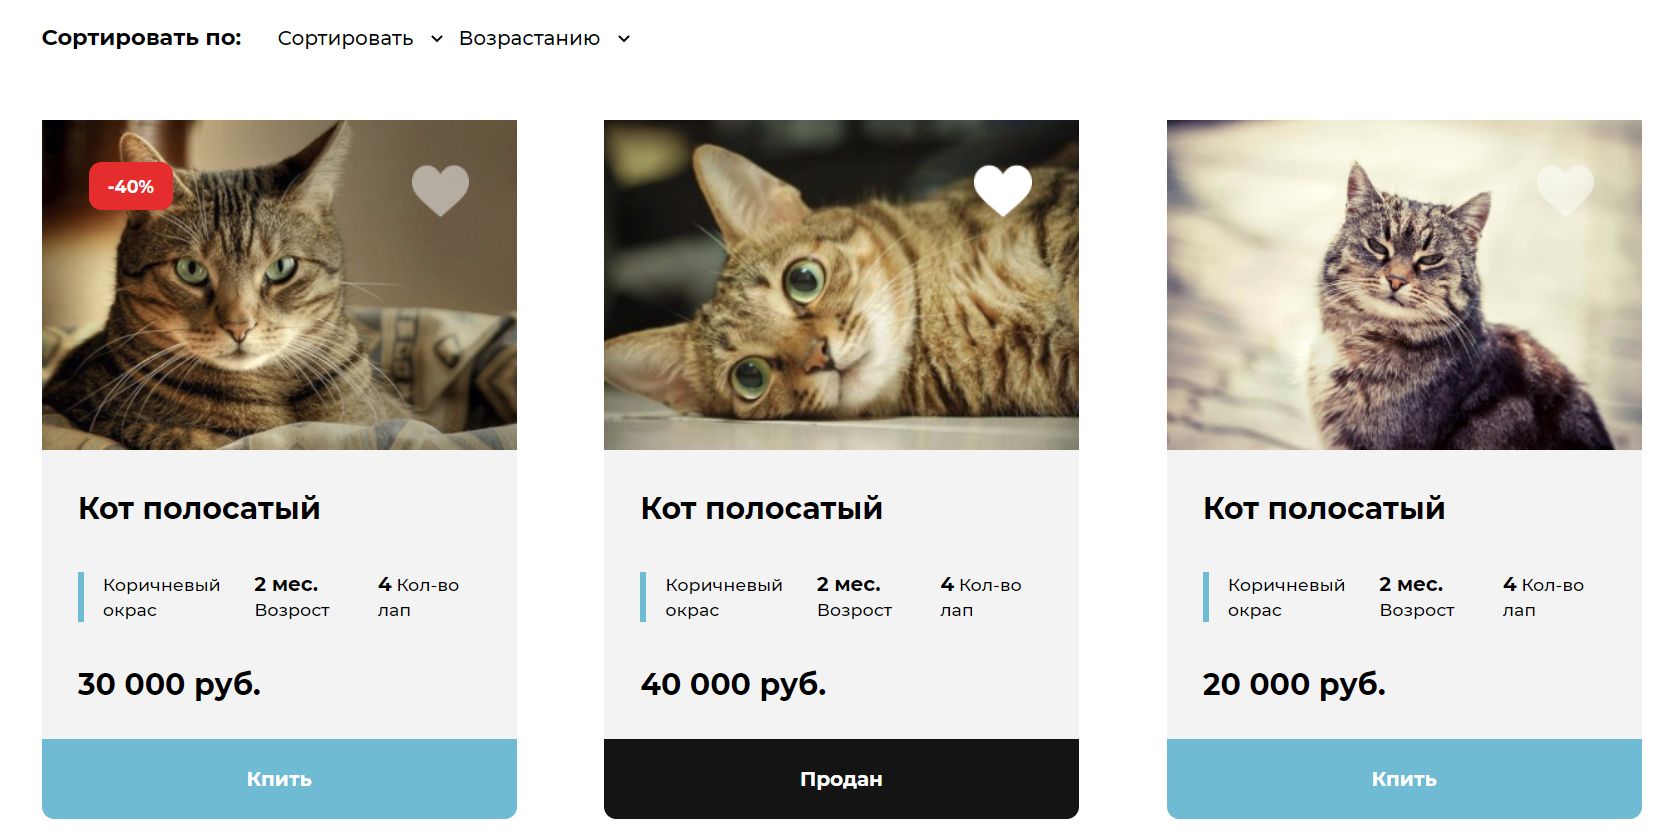 Сортировать по: Сортировать Возрастанию
-40%
Кот полосатый
Коричневый окрас
2 мес. Возрост
4 Кол-во лап
30 000 руб.
Кпить
Кот полосатый
Коричневый окрас
2 мес. Возрост
4 Кол-во лап
40 000 руб.
Продан
Кот полосатый
Коричневый окрас
2 мес. Возрост
4 Кол-во лап
20 000 руб.
Кпить